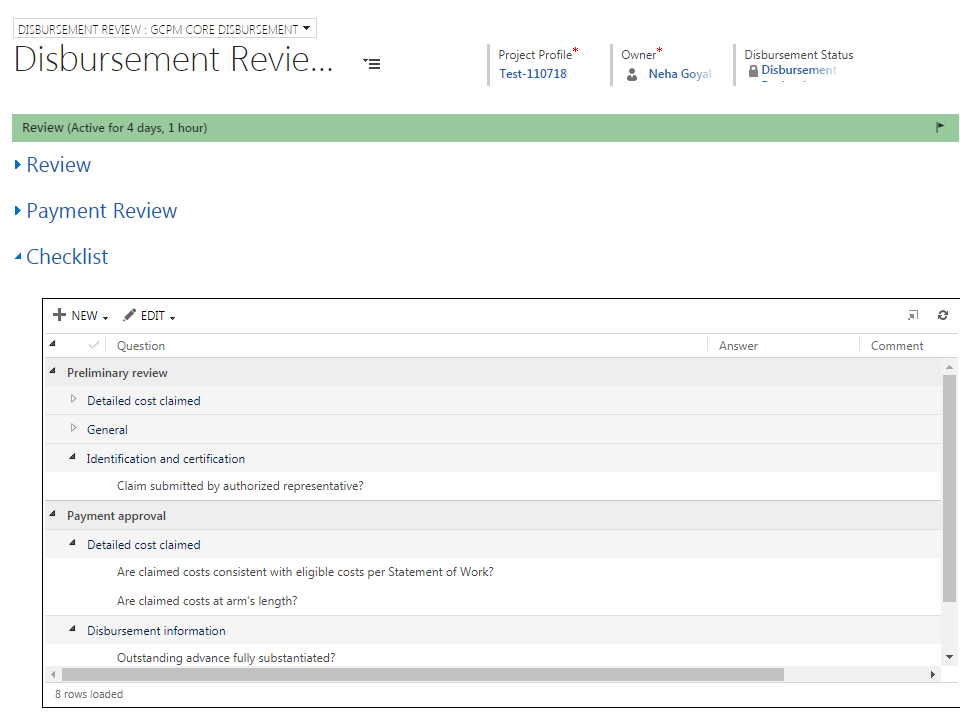 DISBURSEMENT REVIEW : GCPM CORE DISBURSEMENT
Disbursement Revie...
Project Profile*
Test-110718
Owner*
Neha Goyal
Disbursement Status
Disbursement
Review (Active for 4 days, 1 hour)
Review
Payment Review
Checklist
NEW
EDIT
Question
Answer
Comment
Preliminary review
Detailed cost claimed
General
Identification and certification
Claim submitted by authorized representative?
Payment approval
Detailed cost claimed
Are claimed costs consistent with eligible costs per Statement of Work?
Are claimed costs at arm's length?
Disbursement information
Outstanding advance fully substantiated?
8 rows loaded